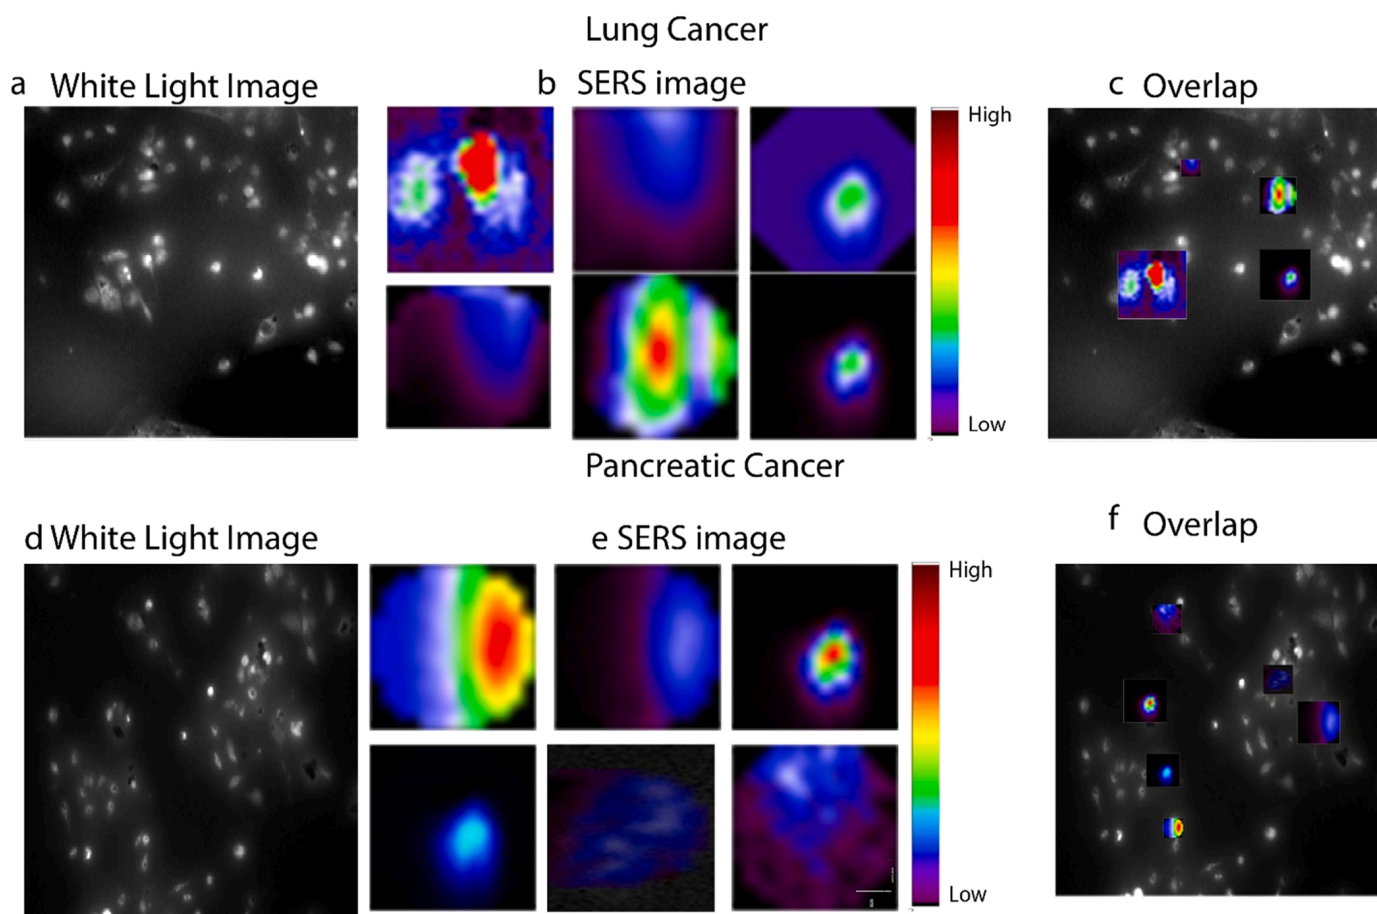 Lung Cancer
a White Light Image
b SERS image
c Overlap
High
Low
Pancreatic Cancer
d White Light Image
e SERS image
f Overlap
High
Low